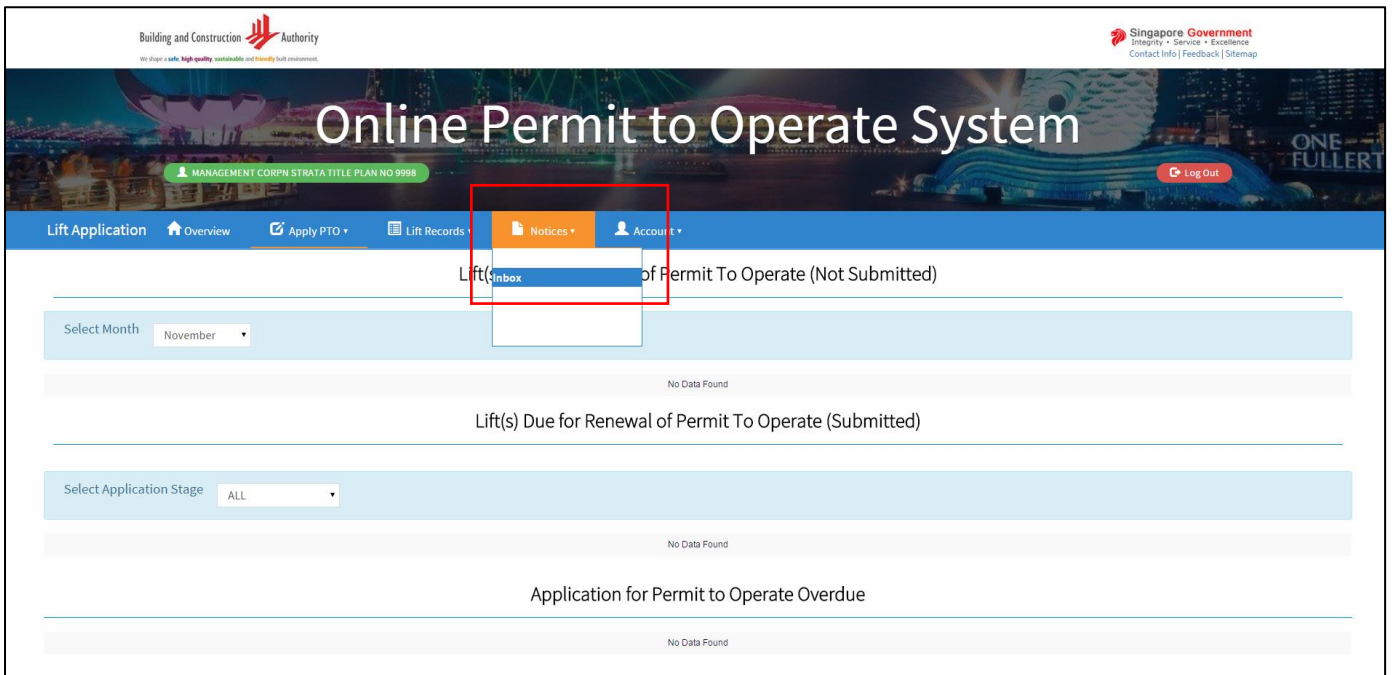 Building and Construction Authority
We shape a safe, high quality, sustainable and friendly built environment.
Singapore Government
Integrity • Service • Excellence
Contact Info | Feedback | Sitemap
Online Permit to Operate System
ONE
FULLERT
MANAGEMENT CORPN STRATA TITLE PLAN NO 9998
Log Out
Lift Application Overview Apply PTO Lift Records Notices Account
Lift( of Permit To Operate (Not Submitted)
Inbox
Select Month November
No Data Found
Lift(s) Due for Renewal of Permit To Operate (Submitted)
Select Application Stage ALL
No Data Found
Application for Permit to Operate Overdue
No Data Found